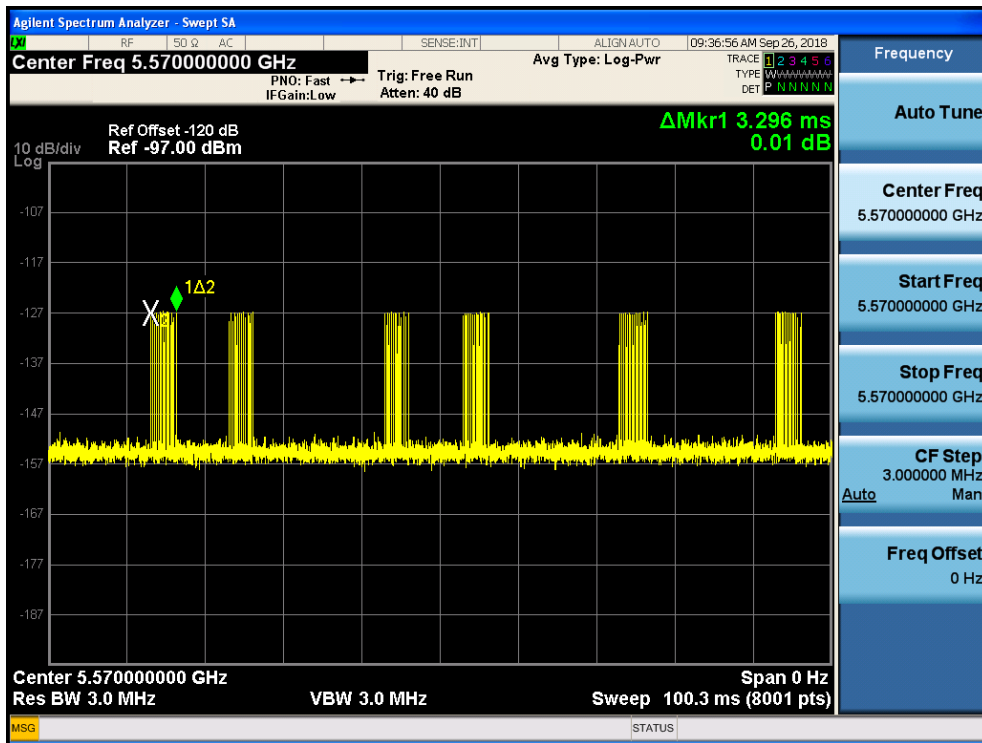 Agilent Spectrum Analyzer - Swept SA
LXI RF 50 Ω AC SENSE:INT ALIGN AUTO 09:36:56 AM Sep 26, 2018
Center Freq 5.570000000 GHz
PNO: Fast
IFGain:Low
Trig: Free Run
Atten: 40 dB
Avg Type: Log-Pwr
TRACE 1 2 3 4 5 6
TYPE
DET P N N N N N
ΔMkr1 3.296 ms
0.01 dB
Ref Offset -120 dB
10 dB/div Ref -97.00 dBm
Log
-107
-117
-127
-137
-147
-157
-167
-177
-187
1Δ2
X2
Center 5.570000000 GHz Span 0 Hz
Res BW 3.0 MHz VBW 3.0 MHz Sweep 100.3 ms (8001 pts)
MSG STATUS
Frequency
Auto Tune
Center Freq
5.570000000 GHz
Start Freq
5.570000000 GHz
Stop Freq
5.570000000 GHz
CF Step
3.000000 MHz
Auto Man
Freq Offset
0 Hz